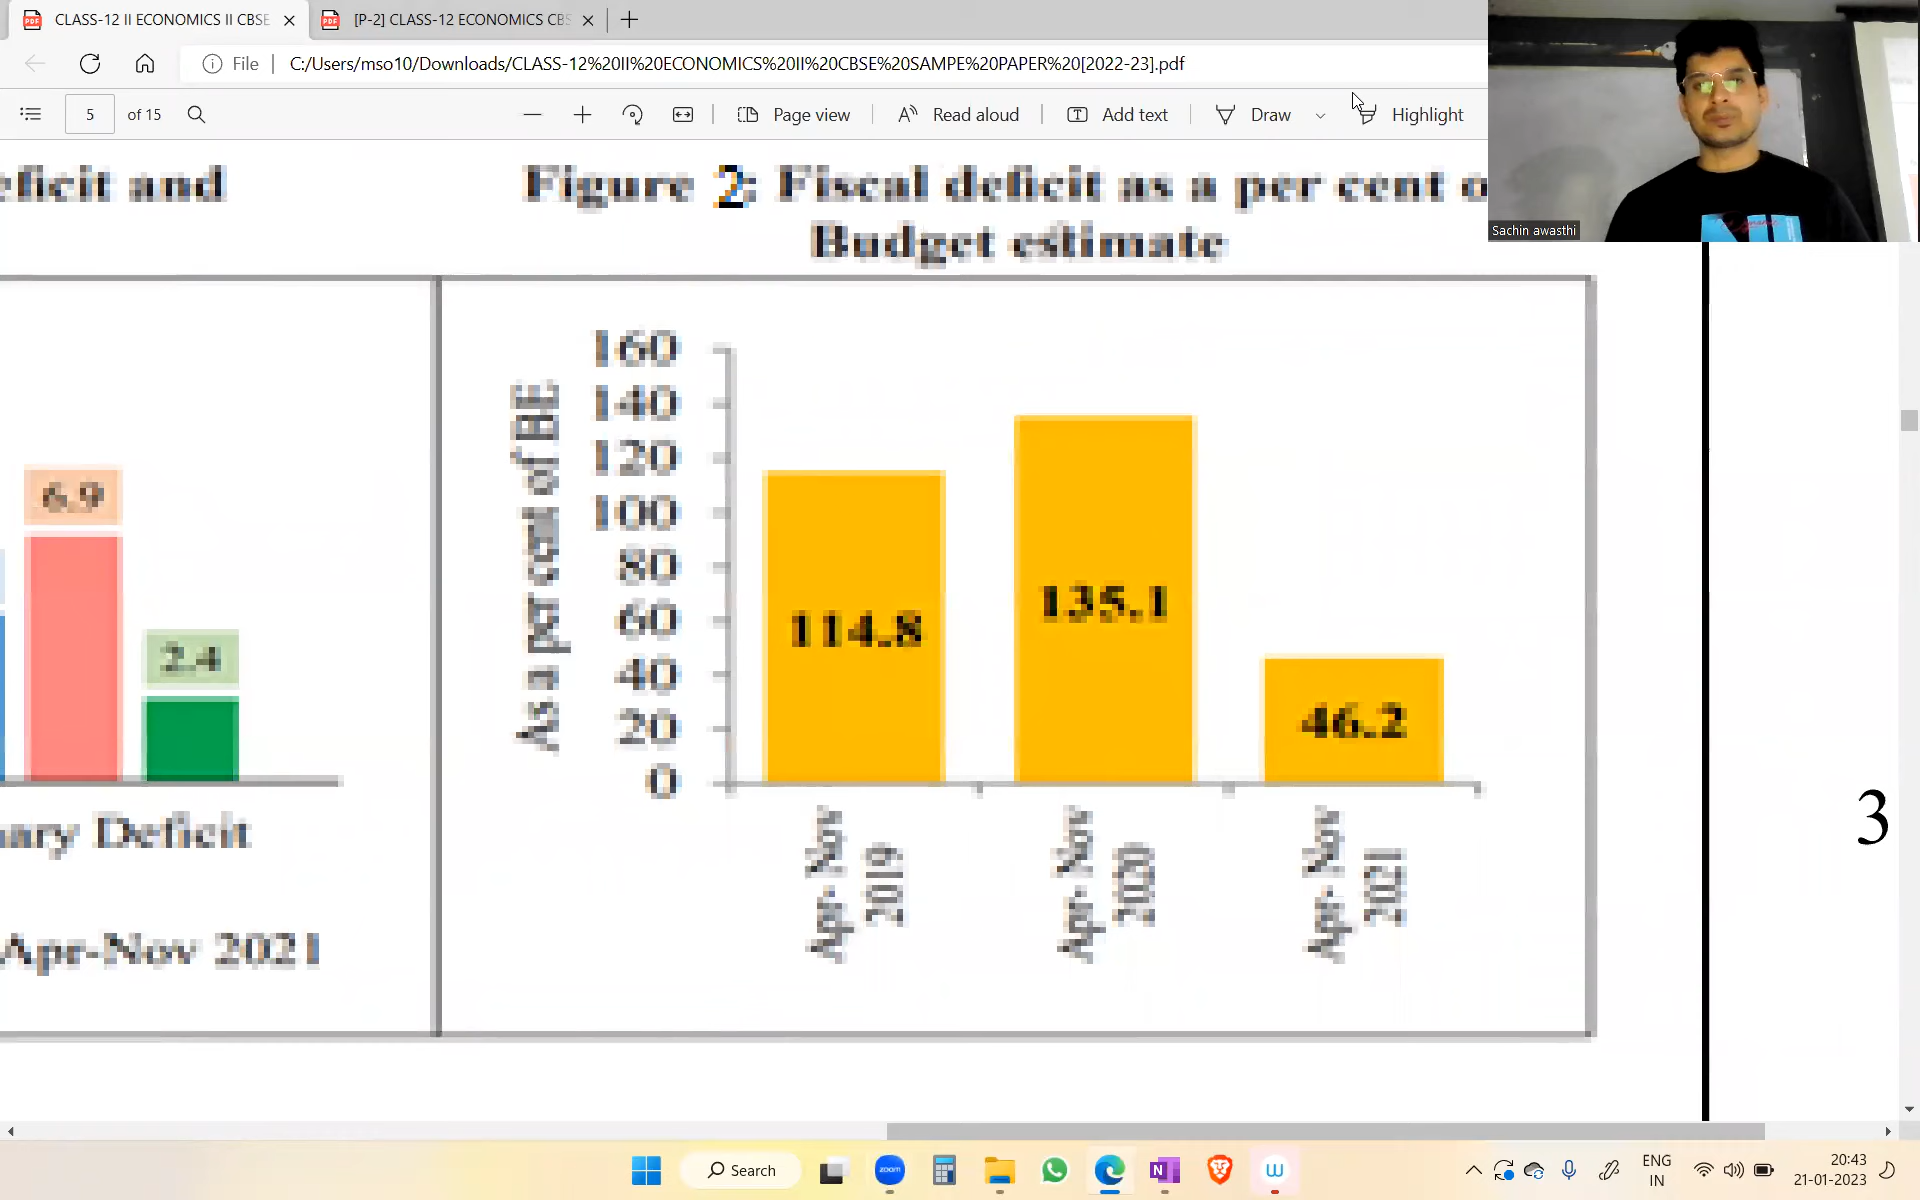 CLASS-12 II ECONOMICS II CBSE
[P-2] CLASS-12 ECONOMICS CBS
File
C:/Users/mso10/Downloads/CLASS-12%20II%20ECONOMICS%20II%20CBSE%20SAMPE%20PAPER%20[2022-23].pdf
5 of 15
Page view
Read aloud
Add text
Draw
Highlight
Sachin awasthi
eficit and
Figure 2: Fiscal deficit as a per cent o
Budget estimate
6.9
2.4
ary Deficit
Apr-Nov 2021
As a per cent of BE
160
140
120
100
80
60
40
20
0
114.8
135.1
46.2
Apr- Nov
2019
Apr- Nov
2020
Apr- Nov
2021
3
zoom
Search
ENG
IN
20:43
21-01-2023